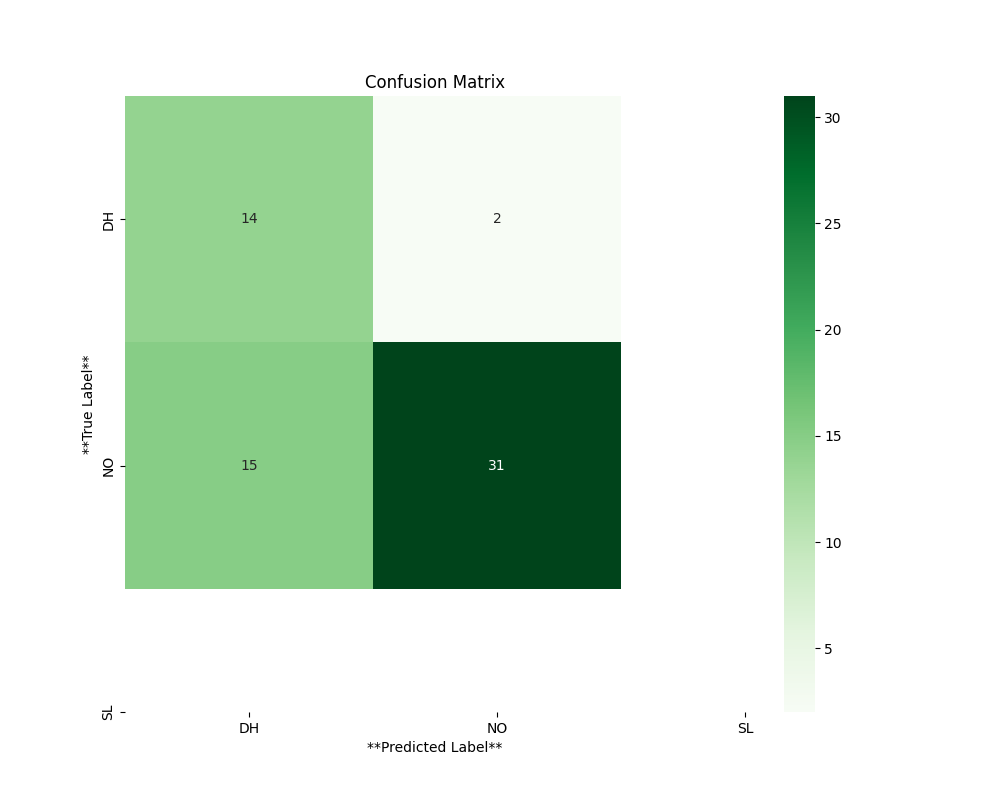 Confusion Matrix
30
25
20
15
10
5
**True Label**
DH
14
2
NO
15
31
SL
DH
NO
SL
**Predicted Label**